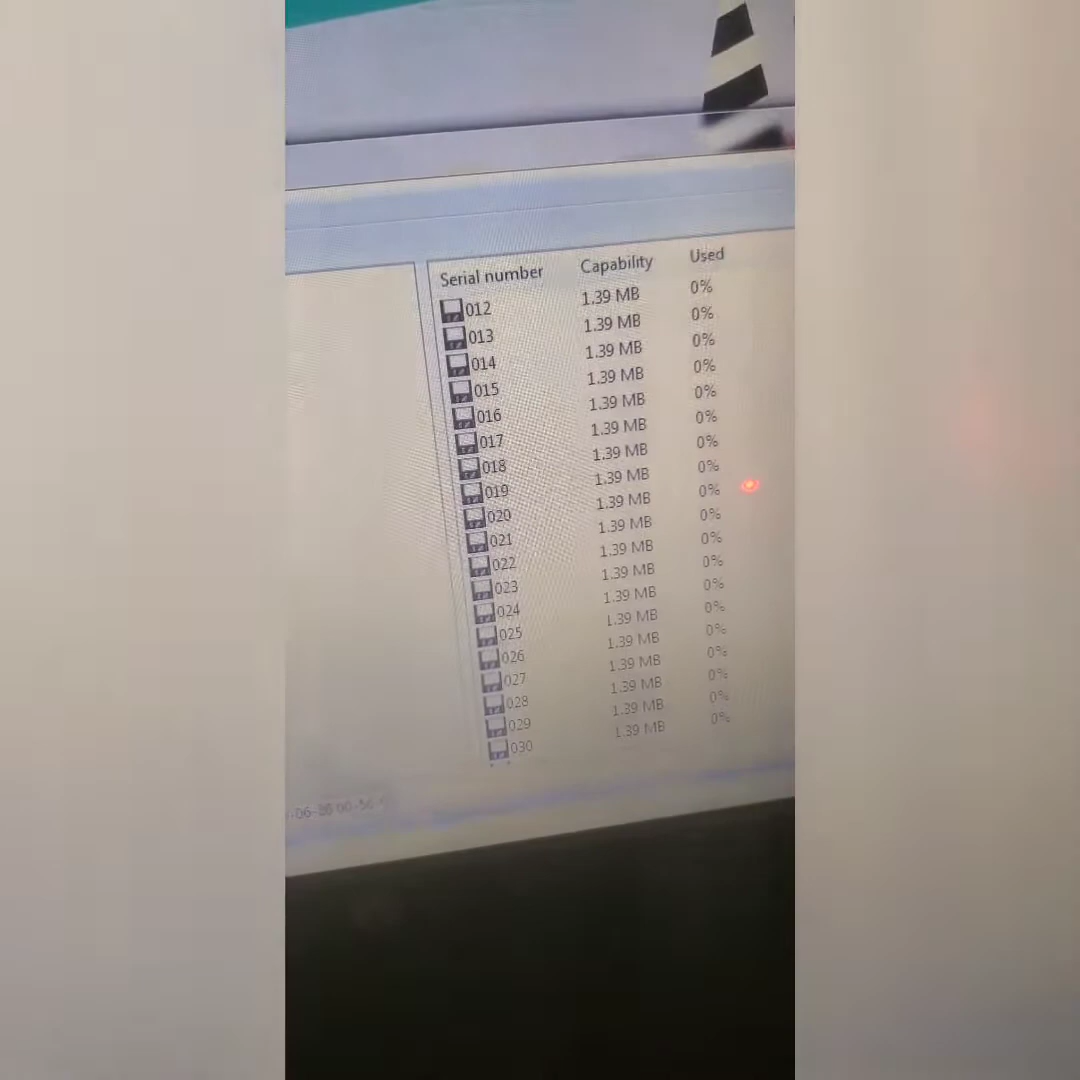 Serial number Capability Used
012 1.39 MB 0%
013 1.39 MB 0%
014 1.39 MB 0%
015 1.39 MB 0%
016 1.39 MB 0%
017 1.39 MB 0%
018 1.39 MB 0%
019 1.39 MB 0%
020 1.39 MB 0%
021 1.39 MB 0%
022 1.39 MB 0%
023 1.39 MB 0%
024 1.39 MB 0%
025 1.39 MB 0%
026 1.39 MB 0%
027 1.39 MB 0%
028 1.39 MB 0%
029 1.39 MB 0%
030 1.39 MB 0%